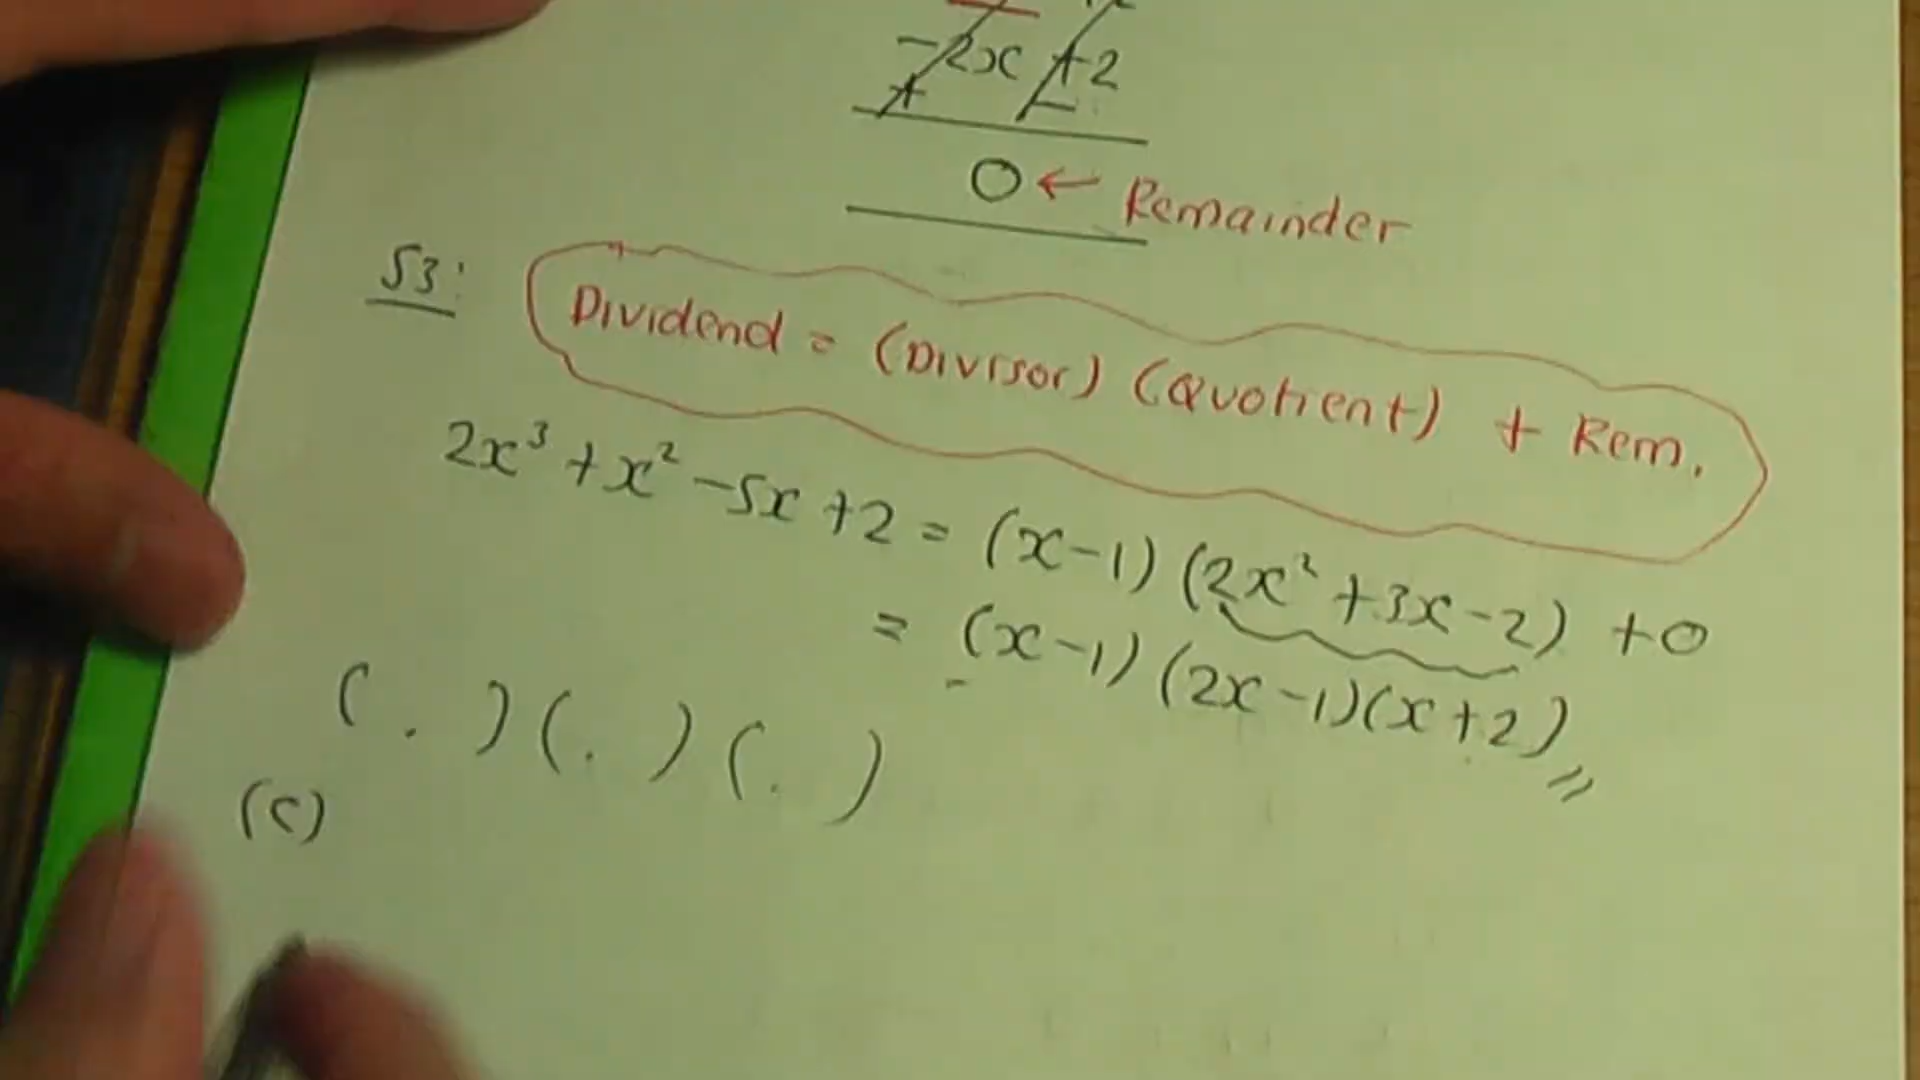 -2x +2
+ -
0 ← Remainder
S3: Dividend = (Divisor) (Quotient) + Rem.
2x³ + x² - 5x + 2 = (x-1) (2x² + 3x - 2) + 0
= (x-1) (2x-1)(x+2) //
( . ) ( . ) ( . )
(c)